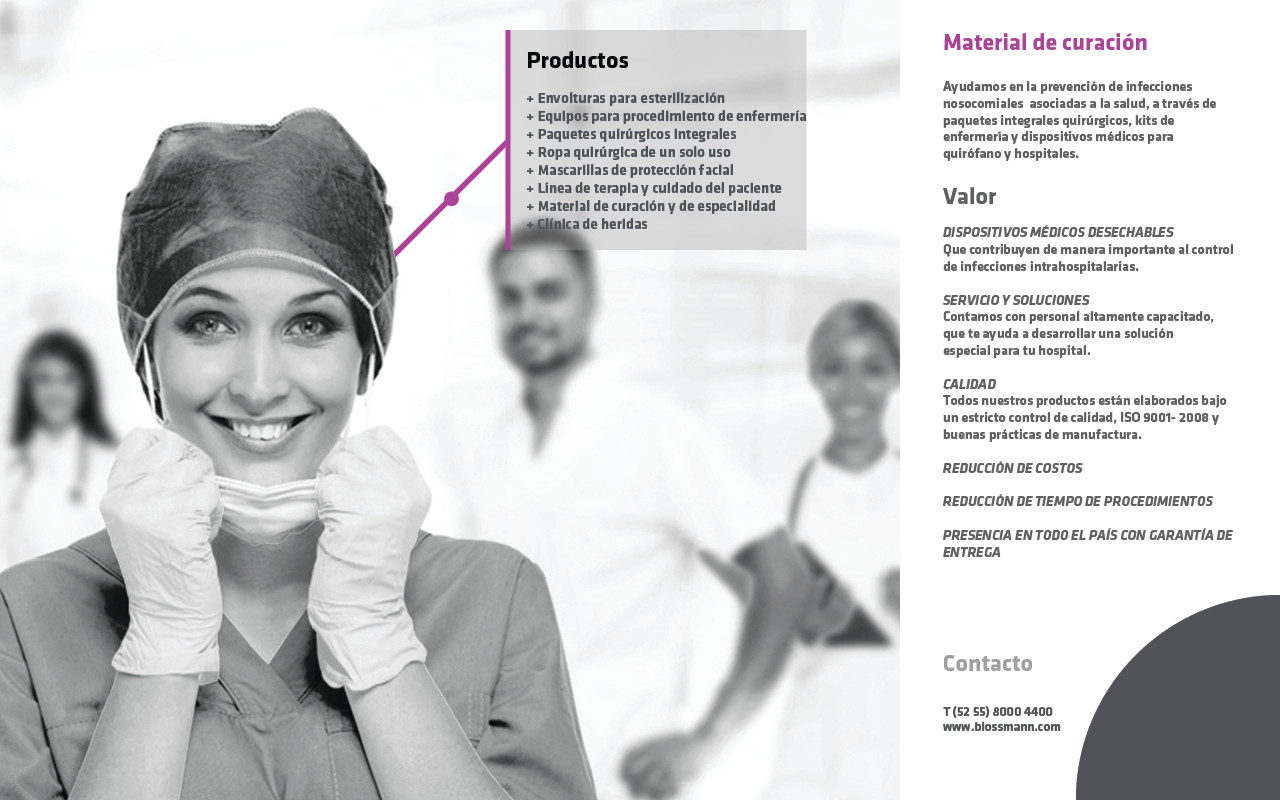 Productos
+ Envolturas para esterilización
+ Equipos para procedimiento de enfermería
+ Paquetes quirúrgicos integrales
+ Ropa quirúrgica de un solo uso
+ Mascarillas de protección facial
+ Línea de terapia y cuidado del paciente
+ Material de curación y de especialidad
+ Clínica de heridas
Material de curación
Ayudamos en la prevención de infecciones
nosocomiales asociadas a la salud, a través de
paquetes integrales quirúrgicos, kits de
enfermería y dispositivos médicos para
quirófano y hospitales.
Valor
DISPOSITIVOS MÉDICOS DESECHABLES
Que contribuyen de manera importante al control
de infecciones intrahospitalarias.
SERVICIO Y SOLUCIONES
Contamos con personal altamente capacitado,
que te ayuda a desarrollar una solución
especial para tu hospital.
CALIDAD
Todos nuestros productos están elaborados bajo
un estricto control de calidad, ISO 9001- 2008 y
buenas prácticas de manufactura.
REDUCCIÓN DE COSTOS
REDUCCIÓN DE TIEMPO DE PROCEDIMIENTOS
PRESENCIA EN TODO EL PAÍS CON GARANTÍA DE
ENTREGA
Contacto
T (52 55) 8000 4400
www.blossmann.com